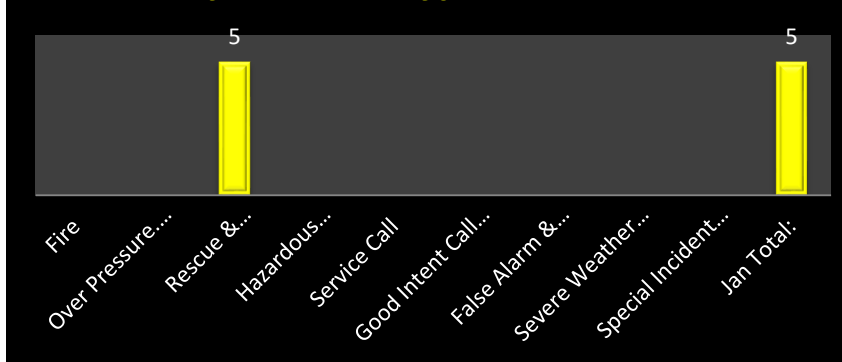 5
5
Fire
Over Pressure....
Rescue &...
Hazardous...
Service Call
Good Intent Call...
False Alarm &...
Severe Weather...
Special Incident...
Jan Total: